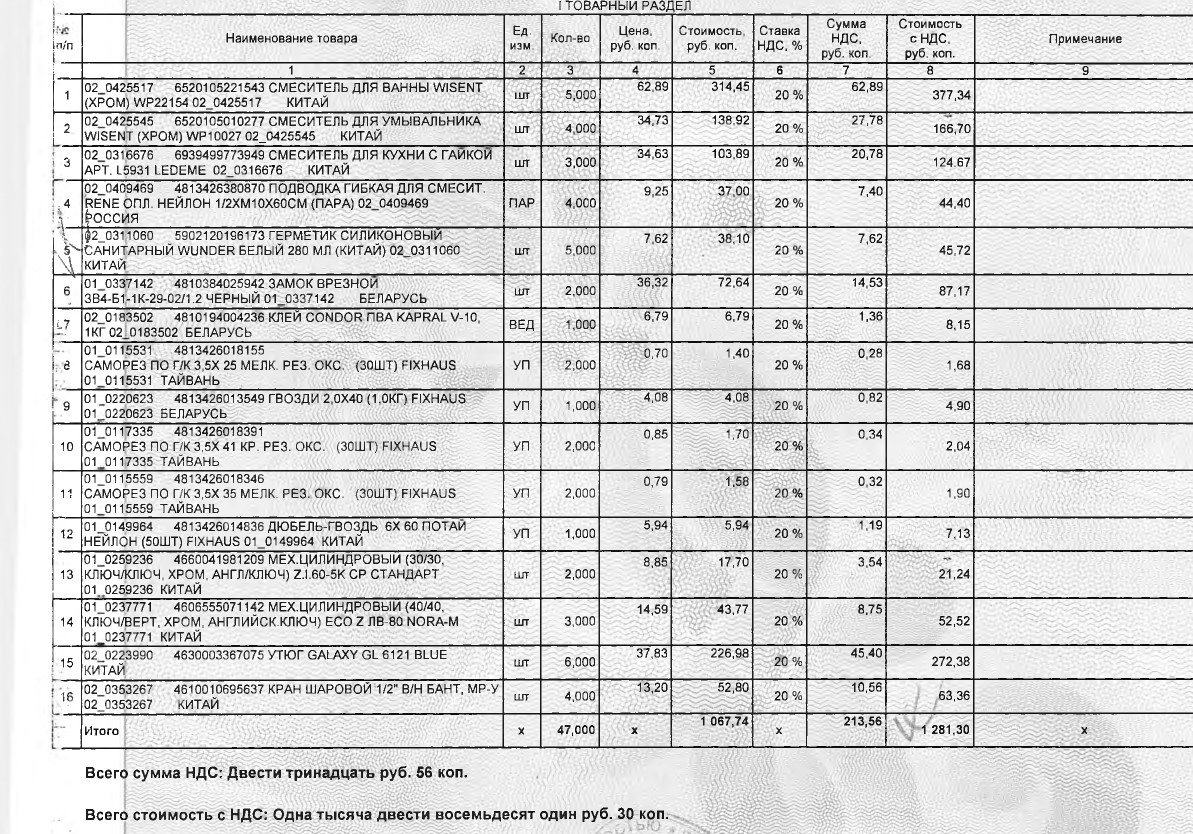 I ТОВАРНЫЙ РАЗДЕЛ
№ п/п Наименование товара Ед. изм. Кол-во Цена, руб. коп. Стоимость, руб. коп. Ставка НДС, % Сумма НДС, руб. коп. Стоимость с НДС, руб. коп. Примечание
1 2 3 4 5 6 7 8 9
1 02_0425517 6520105221543 СМЕСИТЕЛЬ ДЛЯ ВАННЫ WISENT
(ХРОМ) WP22154 02_0425517 КИТАЙ шт 5,000 62,89 314,45 20 % 62,89 377,34
2 02_0425545 6520105010277 СМЕСИТЕЛЬ ДЛЯ УМЫВАЛЬНИКА
WISENT (ХРОМ) WP10027 02_0425545 КИТАЙ шт 4,000 34,73 138,92 20 % 27,78 166,70
3 02_0316676 6939499773949 СМЕСИТЕЛЬ ДЛЯ КУХНИ С ГАЙКОЙ
АРТ. L5931 LEDEME 02_0316676 КИТАЙ шт 3,000 34,63 103,89 20 % 20,78 124.67
4 02_0409469 4813426380870 ПОДВОДКА ГИБКАЯ ДЛЯ СМЕСИТ.
RENE ОПЛ. НЕЙЛОН 1/2ХМ10Х60СМ (ПАРА) 02_0409469
РОССИЯ ПАР 4,000 9,25 37,00 20 % 7,40 44,40
5 02_0311060 5902120196173 ГЕРМЕТИК СИЛИКОНОВЫЙ
САНИТАРНЫЙ WUNDER БЕЛЫЙ 280 МЛ (КИТАЙ) 02_0311060
КИТАЙ шт 5,000 7,62 38,10 20 % 7,62 45,72
6 01_0337142 4810384025942 ЗАМОК ВРЕЗНОЙ
ЗВ4-Б1-1К-29-02/1.2 ЧЕРНЫЙ 01_0337142 БЕЛАРУСЬ шт 2,000 36,32 72,64 20 % 14,53 87,17
7 02_0183502 4810194004236 КЛЕЙ CONDOR ПВА KAPRAL V-10,
1КГ 02_0183502 БЕЛАРУСЬ ВЕД 1,000 6,79 6,79 20 % 1,36 8,15
8 01_0115531 4813426018155
САМОРЕЗ ПО Г/К 3,5Х 25 МЕЛК. РЕЗ. ОКС. (30ШТ) FIXHAUS
01_0115531 ТАЙВАНЬ УП 2,000 0,70 1,40 20 % 0,28 1,68
9 01_0220623 4813426013549 ГВОЗДИ 2,0Х40 (1,0КГ) FIXHAUS
01_0220623 БЕЛАРУСЬ УП 1,000 4,08 4,08 20 % 0,82 4,90
10 01_0117335 4813426018391
САМОРЕЗ ПО Г/К 3,5Х 41 КР. РЕЗ. ОКС. (30ШТ) FIXHAUS
01_0117335 ТАЙВАНЬ УП 2,000 0,85 1,70 20 % 0,34 2,04
11 01_0115559 4813426018346
САМОРЕЗ ПО Г/К 3,5Х 35 МЕЛК. РЕЗ. ОКС. (30ШТ) FIXHAUS
01_0115559 ТАЙВАНЬ УП 2,000 0,79 1,58 20 % 0,32 1,90
12 01_0149964 4813426014836 ДЮБЕЛЬ-ГВОЗДЬ 6Х 60 ПОТАЙ
НЕЙЛОН (50ШТ) FIXHAUS 01_0149964 КИТАЙ УП 1,000 5,94 5,94 20 % 1,19 7,13
13 01_0259236 4660041981209 МЕХ.ЦИЛИНДРОВЫЙ (30/30,
КЛЮЧ/КЛЮЧ, ХРОМ, АНГЛ/КЛЮЧ) Z.I.60-5K CP СТАНДАРТ
01_0259236 КИТАЙ шт 2,000 8,85 17,70 20 % 3,54 21,24
14 01_0237771 4606555071142 МЕХ.ЦИЛИНДРОВЫЙ (40/40,
КЛЮЧ/ВЕРТ, ХРОМ, АНГЛИЙСК.КЛЮЧ) ECO Z ЛВ 80 NORA-M
01_0237771 КИТАЙ шт 3,000 14,59 43,77 20 % 8,75 52,52
15 02_0223990 4630003367075 УТЮГ GALAXY GL 6121 BLUE
КИТАЙ шт 6,000 37,83 226,98 20 % 45,40 272,38
16 02_0353267 4610010695637 КРАН ШАРОВОЙ 1/2" В/Н БАНТ, МР-У
02_0353267 КИТАЙ шт 4,000 13,20 52,80 20 % 10,56 63,36
Итого х 47,000 х 1 067,74 х 213,56 1 281,30 х
Всего сумма НДС: Двести тринадцать руб. 56 коп.
Всего стоимость с НДС: Одна тысяча двести восемьдесят один руб. 30 коп.